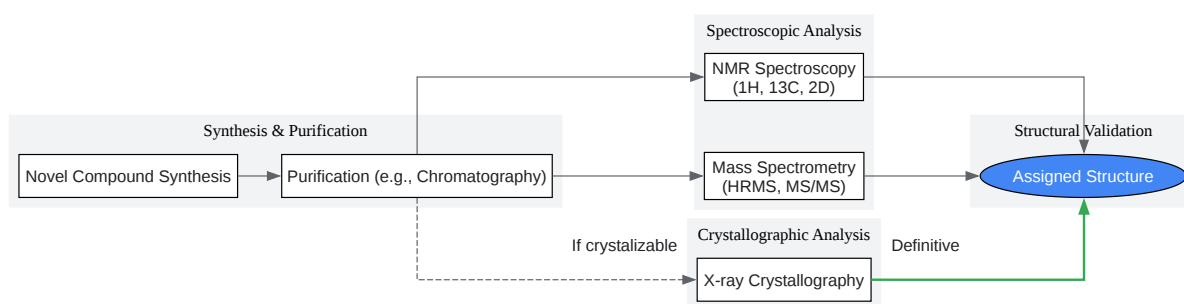 Spectroscopic Analysis
NMR Spectroscopy
(1H, 13C, 2D)
Synthesis & Purification
Structural Validation
Novel Compound Synthesis
Purification (e.g., Chromatography)
Mass Spectrometry
(HRMS, MS/MS)
Assigned Structure
If crystalizable
Crystallographic Analysis
Definitive
X-ray Crystallography